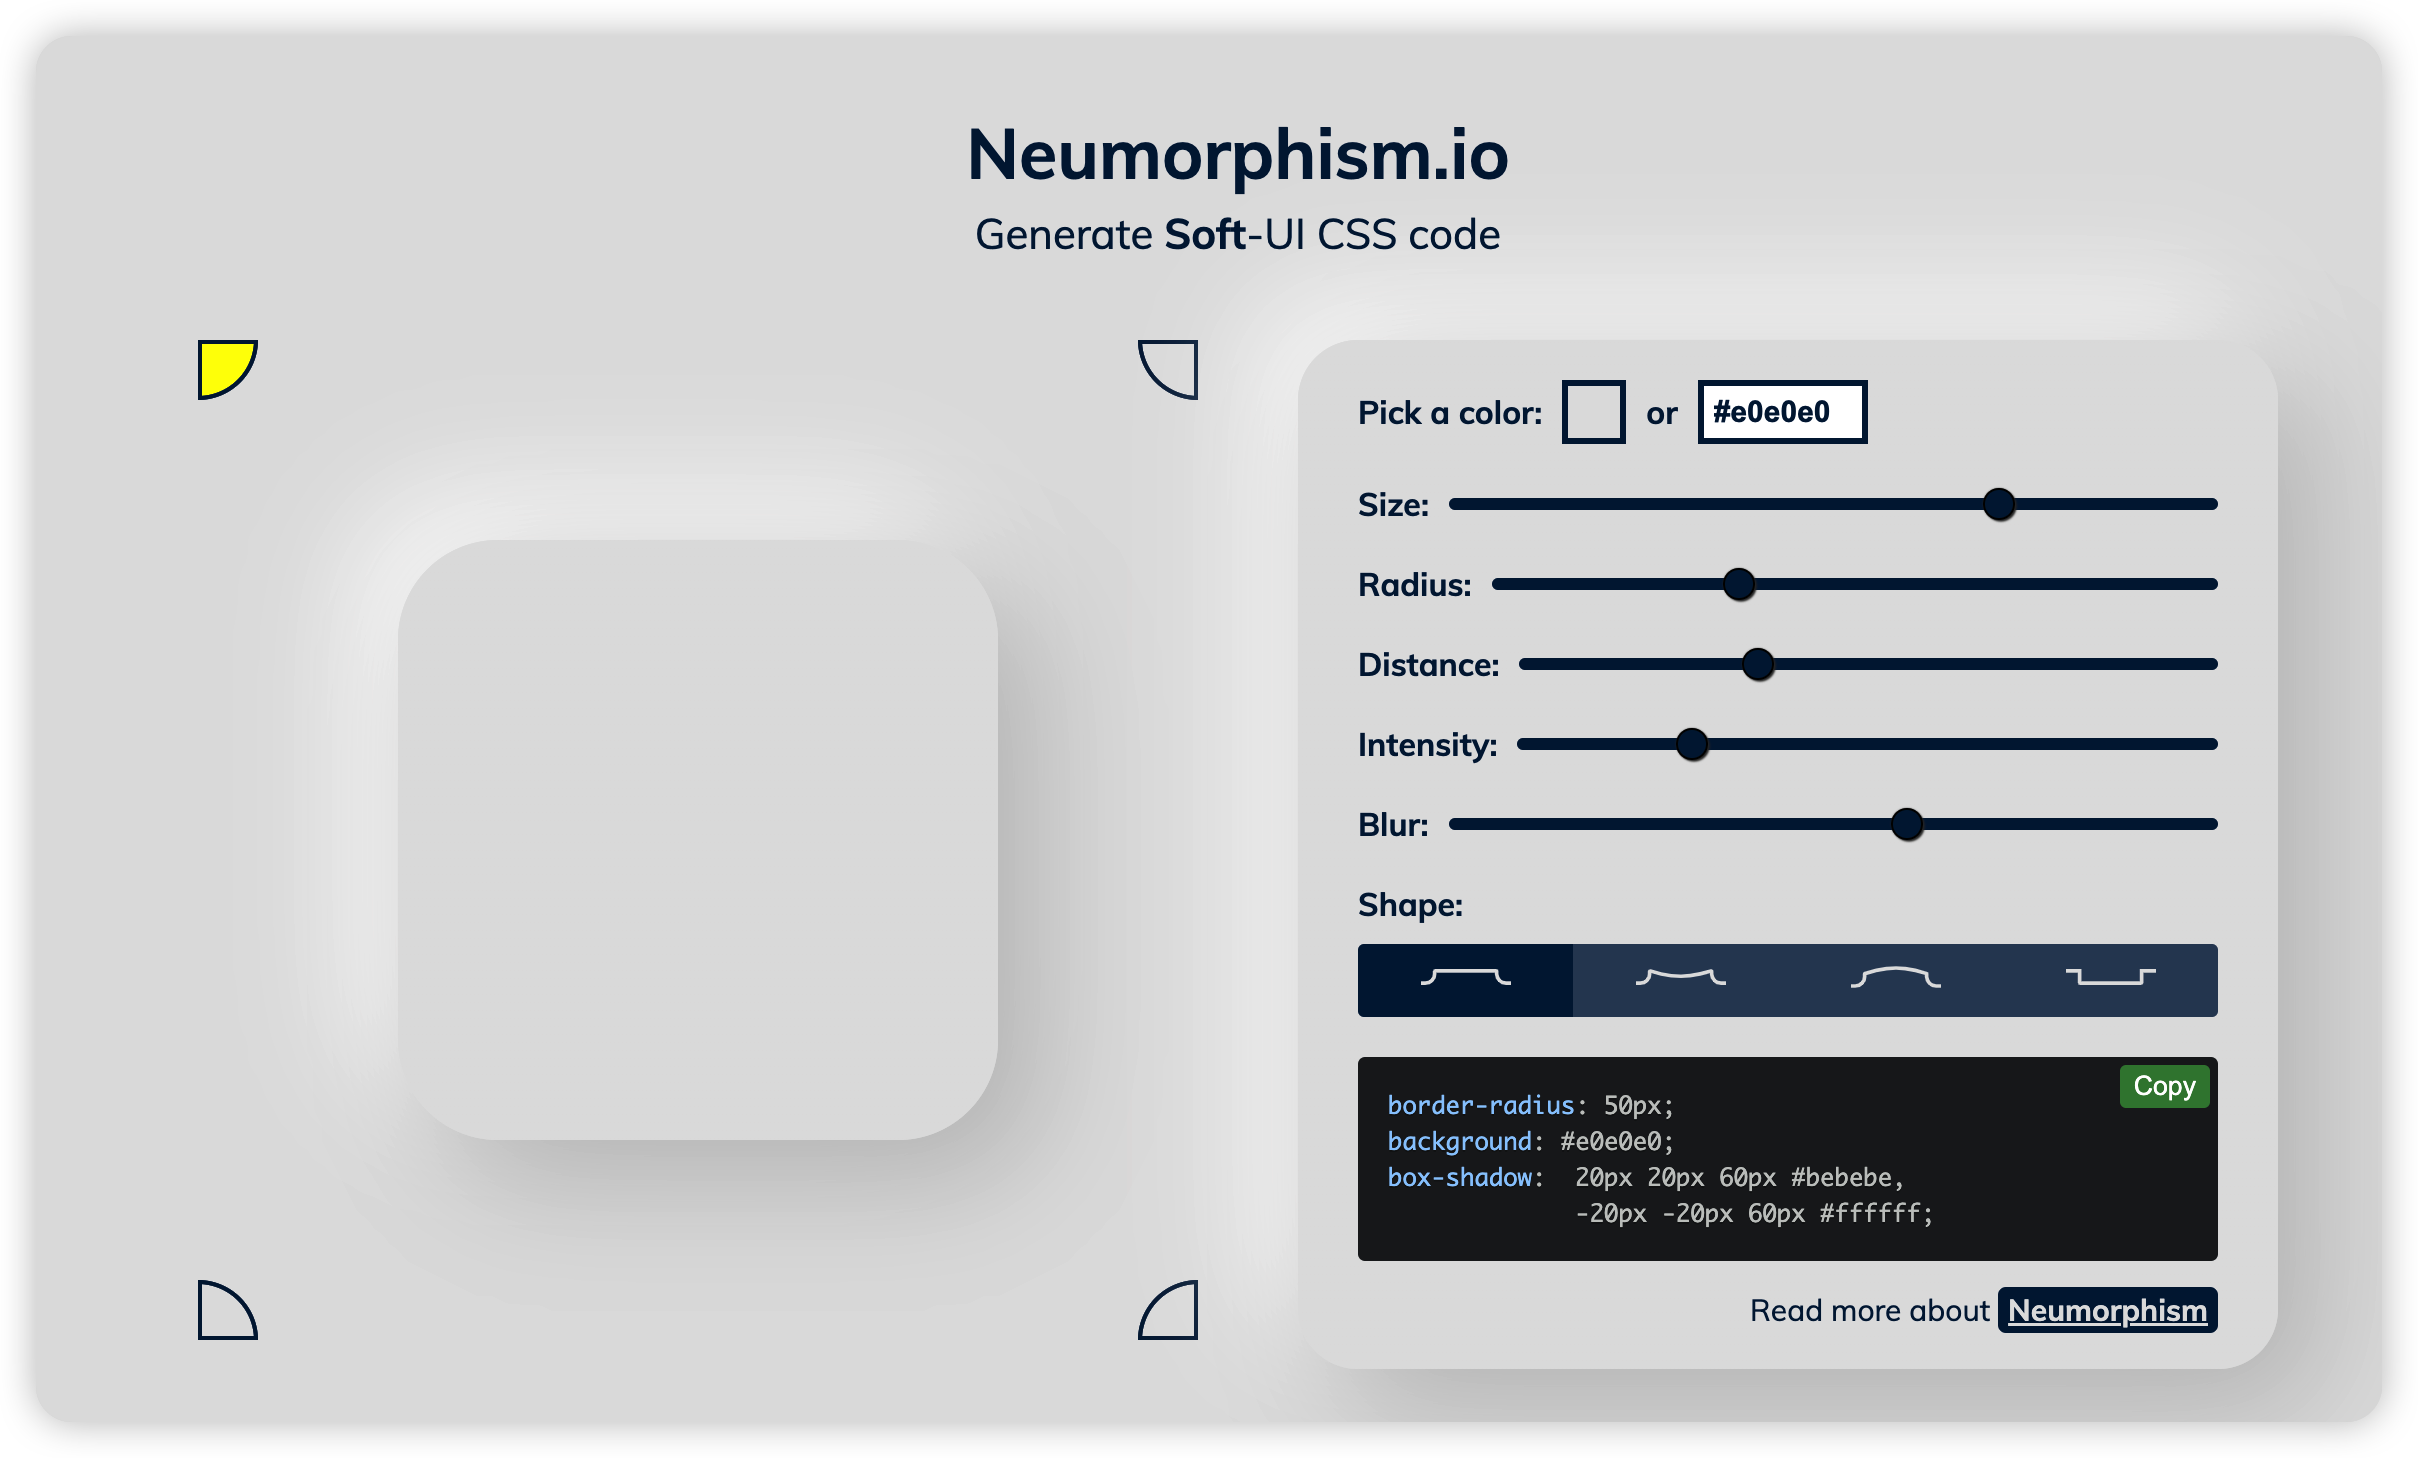 Neumorphism.io
Generate Soft-UI CSS code
Pick a color: or #e0e0e0
Size:
Radius:
Distance:
Intensity:
Blur:
Shape:
Copy
border-radius: 50px;
background: #e0e0e0;
box-shadow:  20px 20px 60px #bebebe,
             -20px -20px 60px #ffffff;
Read more about Neumorphism